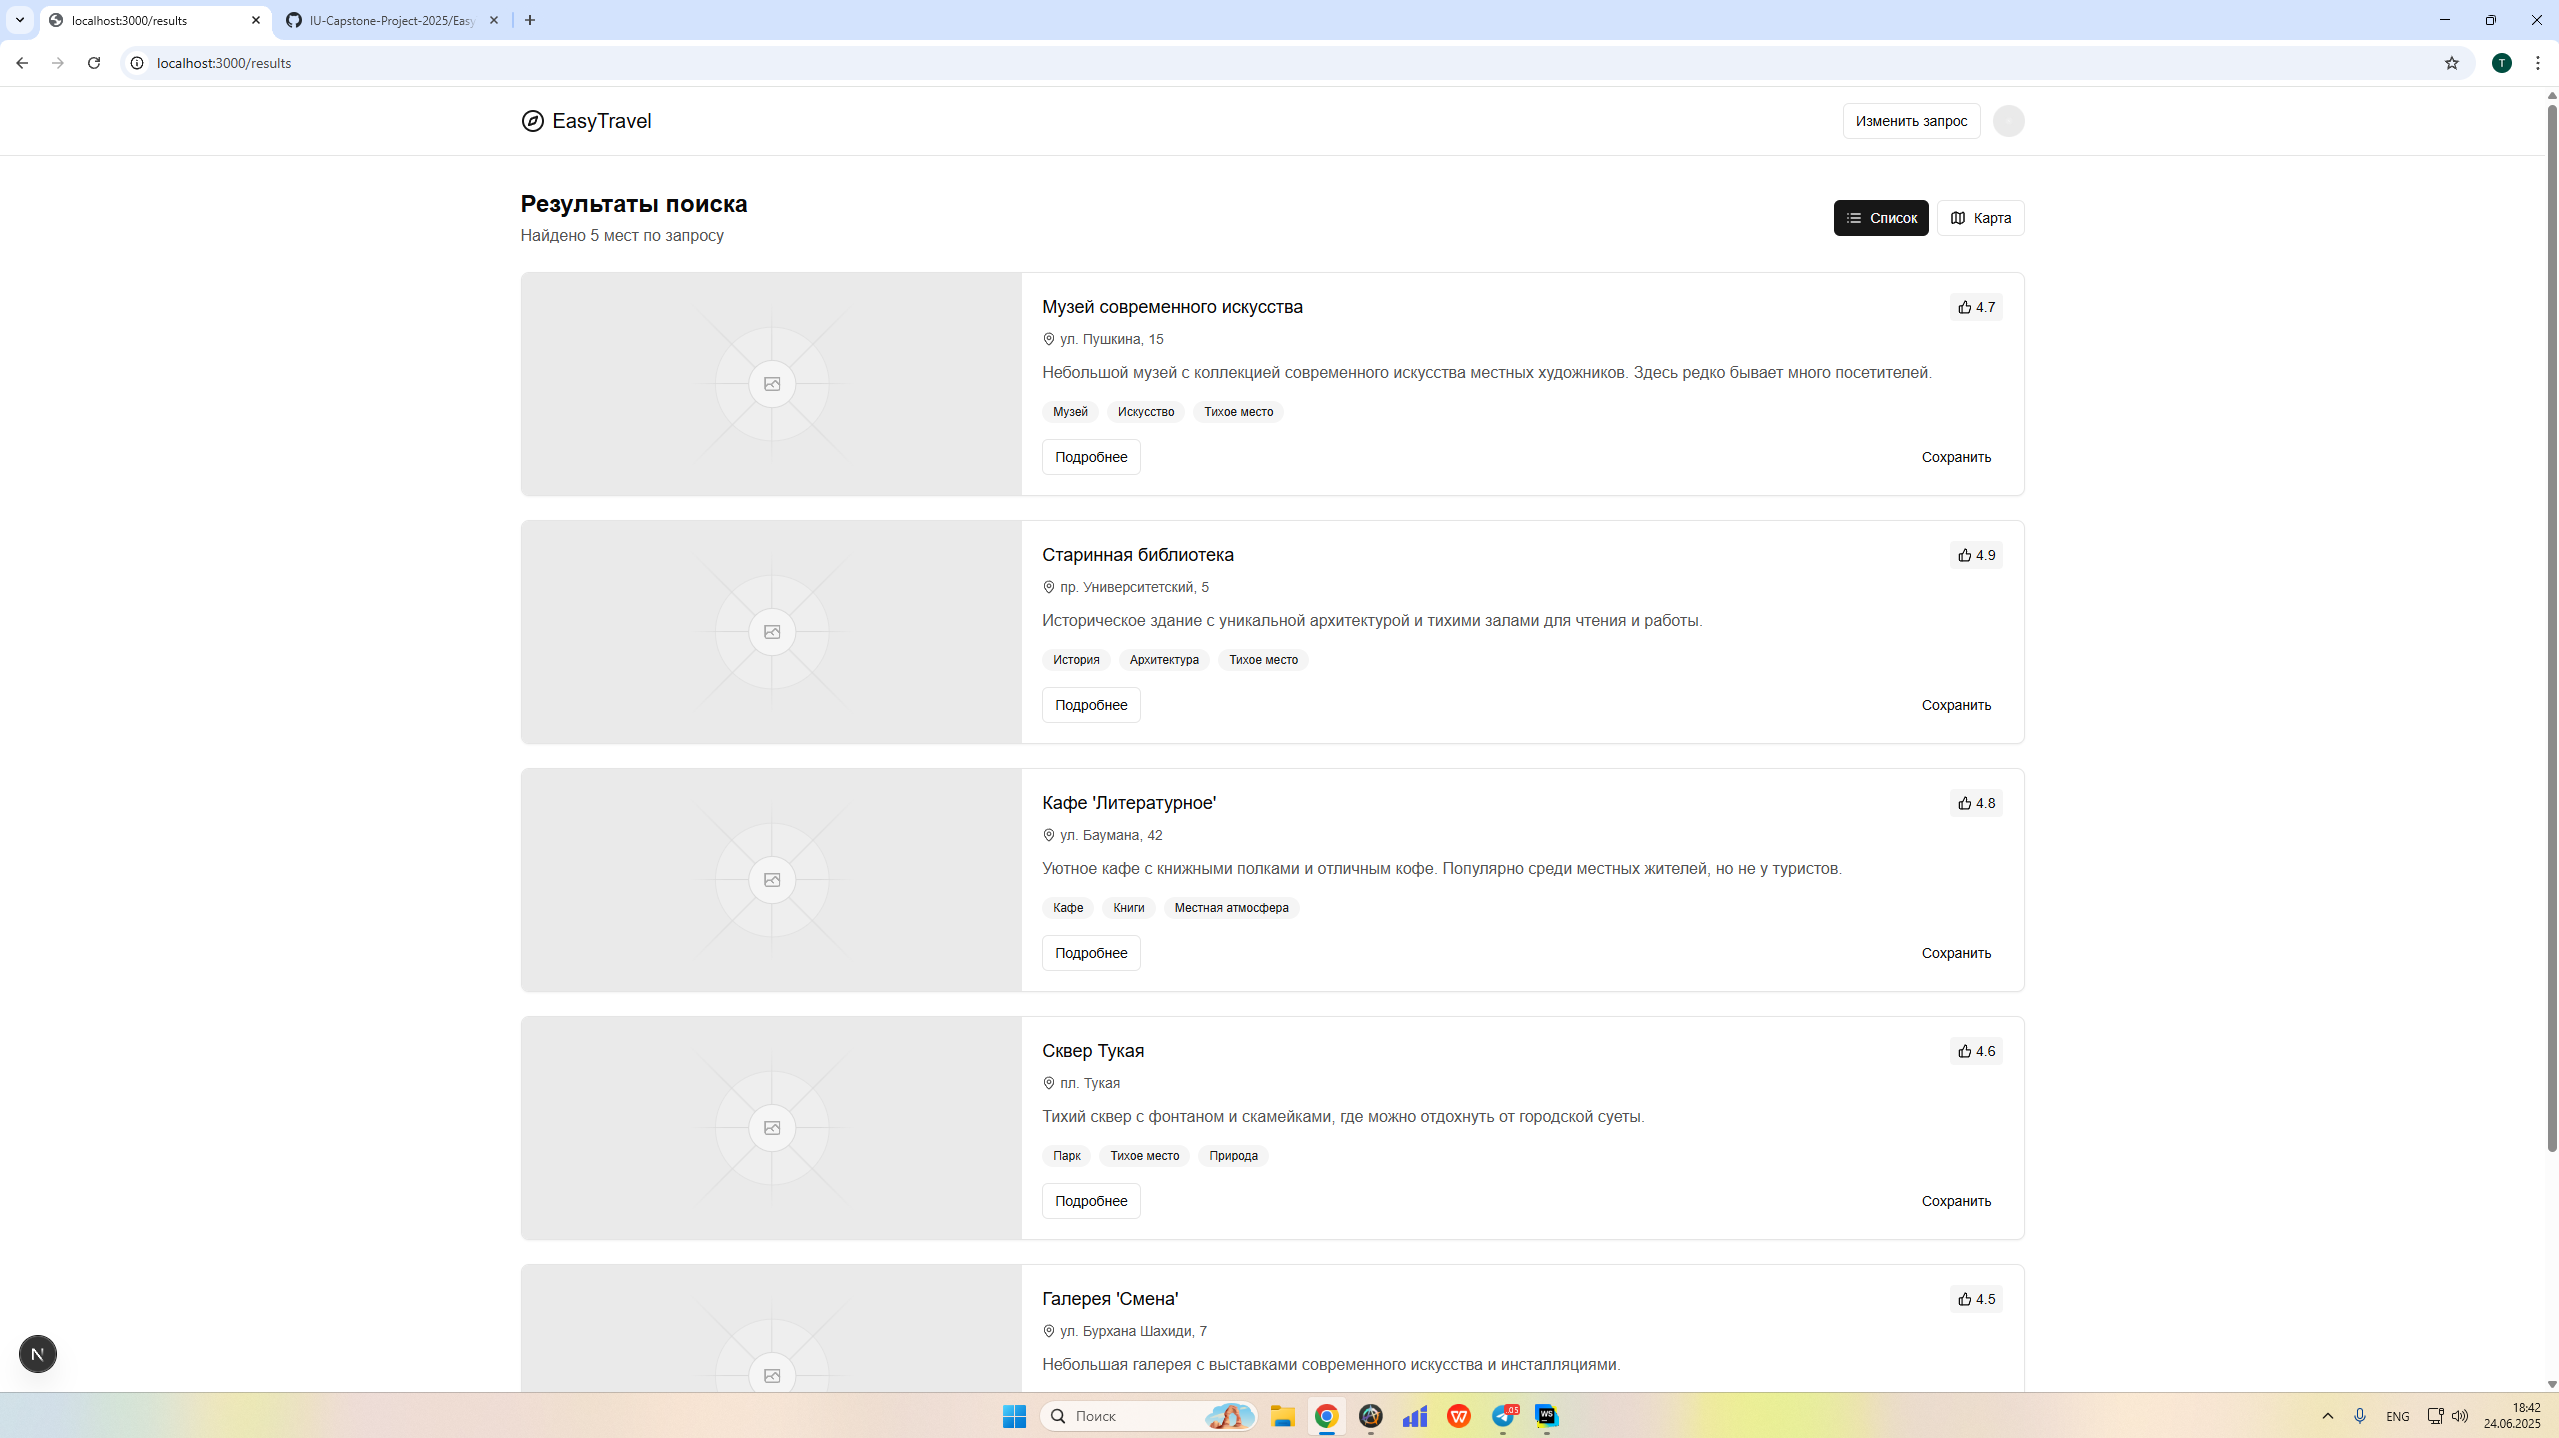 localhost:3000/results
IU-Capstone-Project-2025/Easy
localhost:3000/results
T
EasyTravel
Изменить запрос
Результаты поиска
Найдено 5 мест по запросу
Список
Карта
Музей современного искусства
4.7
ул. Пушкина, 15
Небольшой музей с коллекцией современного искусства местных художников. Здесь редко бывает много посетителей.
Музей Искусство Тихое место
Подробнее
Сохранить
Старинная библиотека
4.9
пр. Университетский, 5
Историческое здание с уникальной архитектурой и тихими залами для чтения и работы.
История Архитектура Тихое место
Подробнее
Сохранить
Кафе 'Литературное'
4.8
ул. Баумана, 42
Уютное кафе с книжными полками и отличным кофе. Популярно среди местных жителей, но не у туристов.
Кафе Книги Местная атмосфера
Подробнее
Сохранить
Сквер Тукая
4.6
пл. Тукая
Тихий сквер с фонтаном и скамейками, где можно отдохнуть от городской суеты.
Парк Тихое место Природа
Подробнее
Сохранить
Галерея 'Смена'
4.5
ул. Бурхана Шахиди, 7
Небольшая галерея с выставками современного искусства и инсталляциями.
N
Поиск
WS
ENG
18:42
24.06.2025